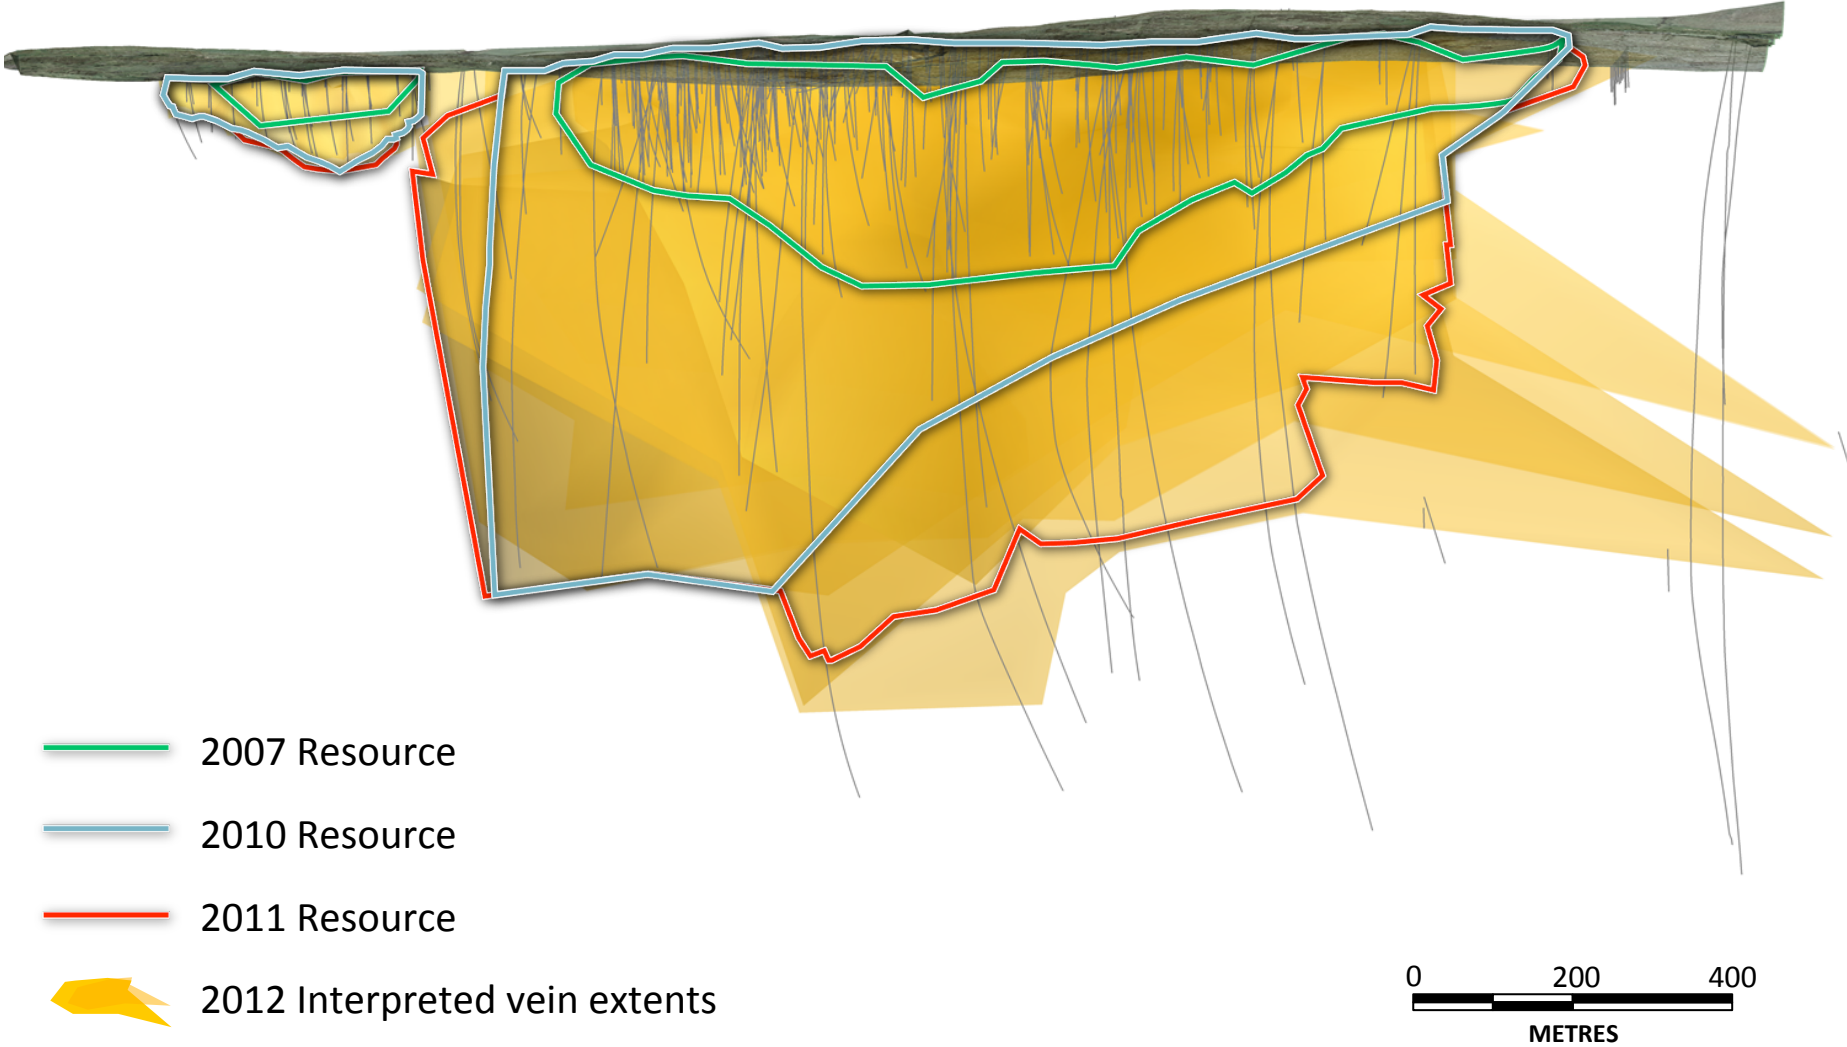 2007 Resource
2010 Resource
2011 Resource
2012 Interpreted vein extents
0 200 400
METRES